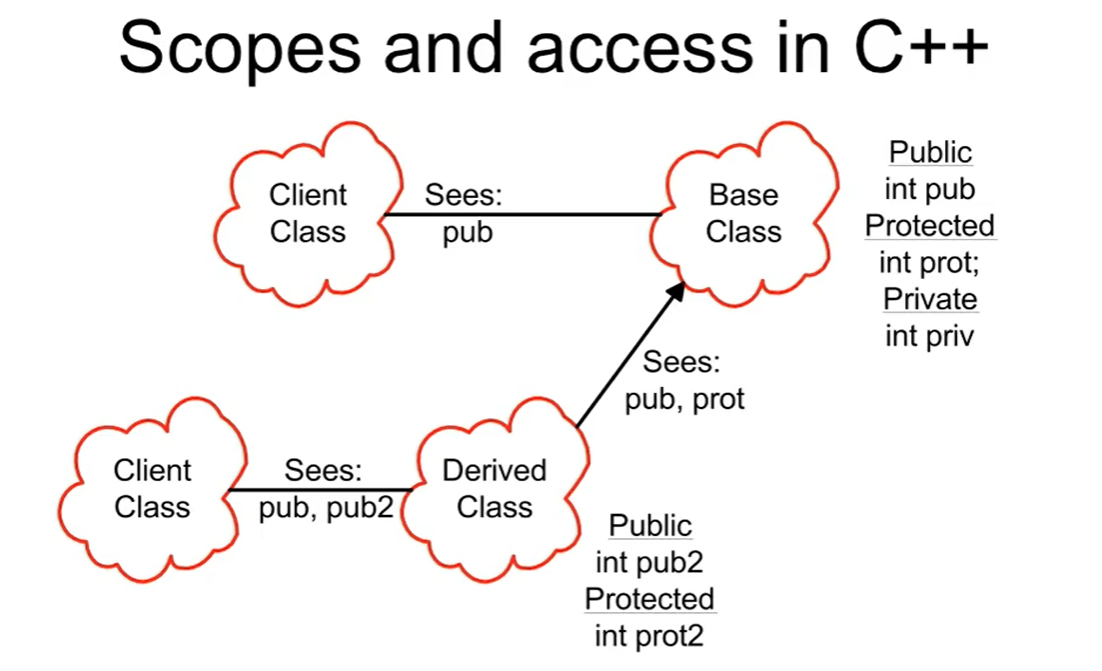 Scopes and access in C++
Client
Class
Sees:
pub
Base
Class
Public
int pub
Protected
int prot;
Private
int priv
Sees:
pub, prot
Client
Class
Sees:
pub, pub2
Derived
Class
Public
int pub2
Protected
int prot2